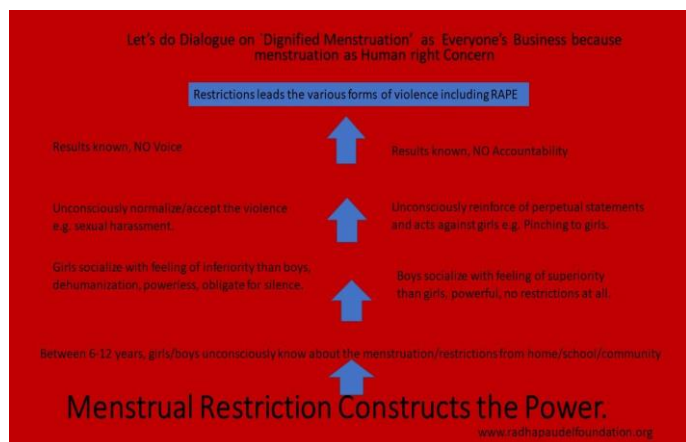 Let's do Dialogue on 'Dignified Menstruation' as Everyone's Business because
menstruation as Human right Concern
Restrictions leads the various forms of violence including RAPE
Results known, NO Voice
Results known, NO Accountability
Unconsciously normalize/accept the violence
e.g. sexual harassment.
Unconsciously reinforce of perpetual statements
and acts against girls e.g. Pinching to girls.
Girls socialize with feeling of inferiority than boys,
dehumanization, powerless, obligate for silence.
Boys socialize with feeling of superiority
than girls, powerful, no restrictions at all.
Between 6-12 years, girls/boys unconsciously know about the menstruation/restrictions from home/school/community
Menstrual Restriction Constructs the Power.
www.radhapaudelfoundation.org